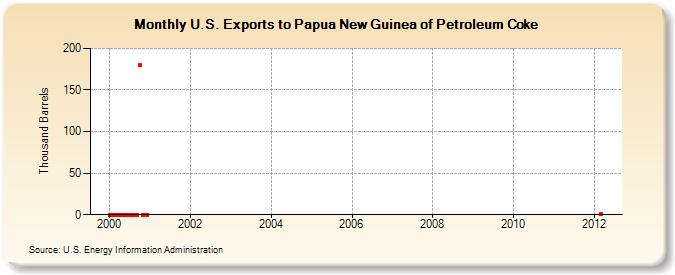 Monthly U.S. Exports to Papua New Guinea of Petroleum Coke
Thousand Barrels
200
150
100
50
0
2000 2002 2004 2006 2008 2010 2012
Source: U.S. Energy Information Administration